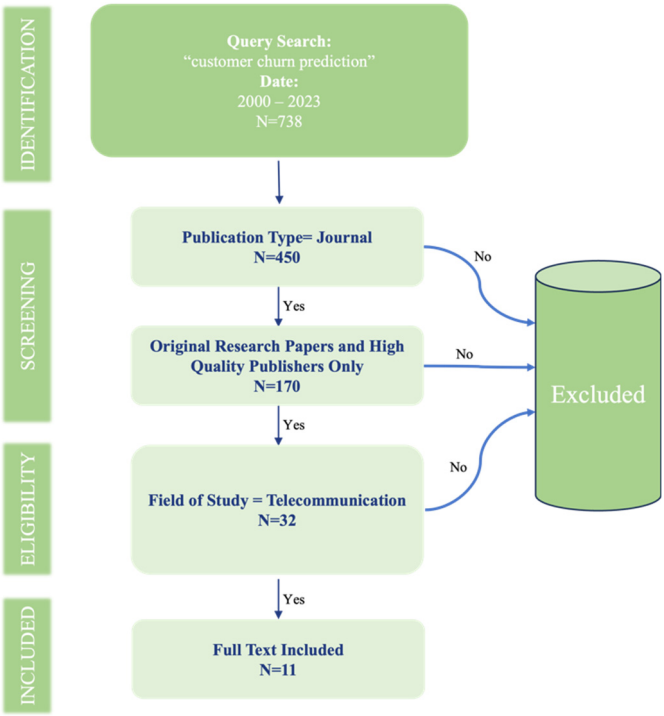 IDENTIFICATION
Query Search:
“customer churn prediction”
Date:
2000 – 2023
N=738
SCREENING
Publication Type= Journal
N=450
No
Yes
Original Research Papers and High
Quality Publishers Only
N=170
No
Excluded
Yes
ELIGIBILITY
Field of Study = Telecommunication
N=32
No
Yes
INCLUDED
Full Text Included
N=11